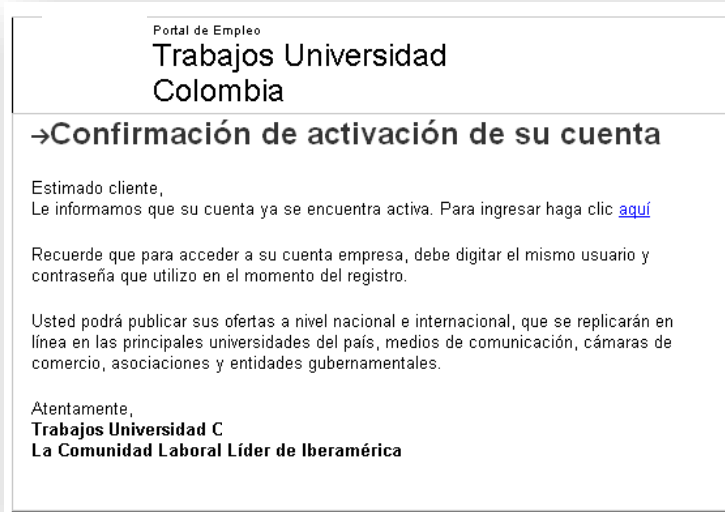 Portal de Empleo
Trabajos Universidad
Colombia
→Confirmación de activación de su cuenta
Estimado cliente,
Le informamos que su cuenta ya se encuentra activa. Para ingresar haga clic aquí
Recuerde que para acceder a su cuenta empresa, debe digitar el mismo usuario y
contraseña que utilizo en el momento del registro.
Usted podrá publicar sus ofertas a nivel nacional e internacional, que se replicarán en
línea en las principales universidades del país, medios de comunicación, cámaras de
comercio, asociaciones y entidades gubernamentales.
Atentamente,
Trabajos Universidad C
La Comunidad Laboral Líder de Iberamérica